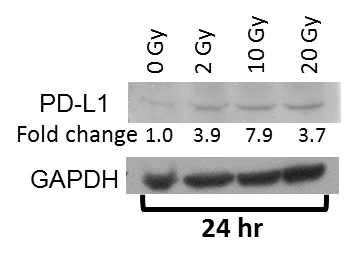 0 Gy 2 Gy 10 Gy 20 Gy
PD-L1
Fold change 1.0 3.9 7.9 3.7
GAPDH
24 hr